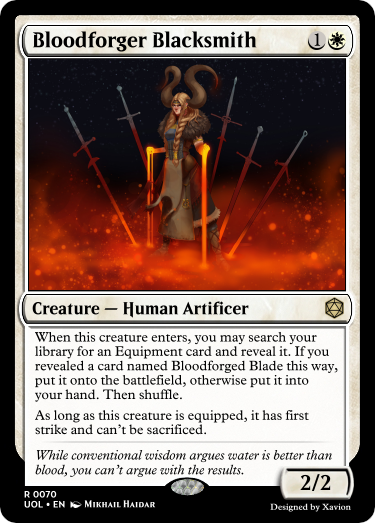 Bloodforger Blacksmith 1
Creature — Human Artificer
When this creature enters, you may search your
library for an Equipment card and reveal it. If you
revealed a card named Bloodforged Blade this way,
put it onto the battlefield, otherwise put it into
your hand. Then shuffle.
As long as this creature is equipped, it has first
strike and can't be sacrificed.
While conventional wisdom argues water is better than
blood, you can't argue with the results.
2/2
R 0070
UOL • EN Mikhail Haidar
Designed by Xavion